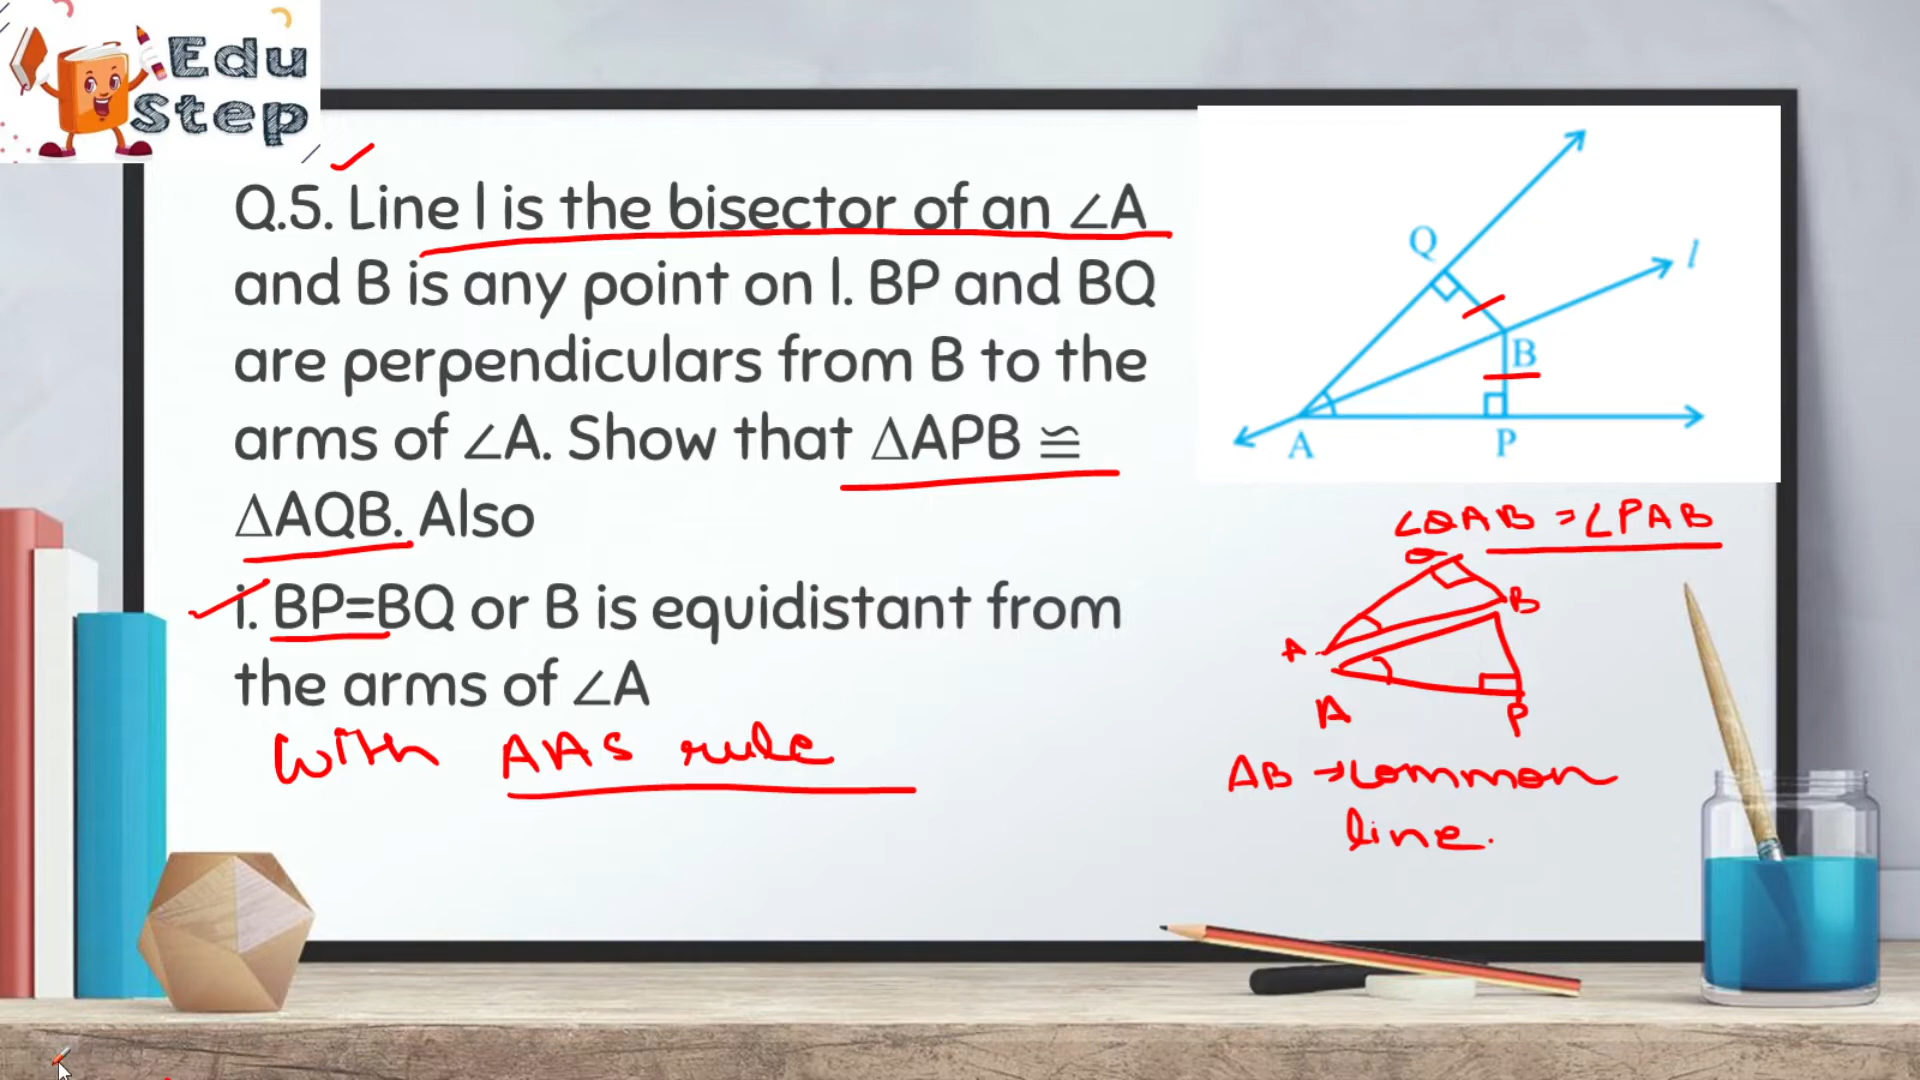 Edu
Step
Q.5. Line l is the bisector of an ∠A
and B is any point on l. BP and BQ
are perpendiculars from B to the
arms of ∠A. Show that ΔAPB ≌
ΔAQB. Also
i. BP=BQ or B is equidistant from
the arms of ∠A
with AAS rule
Q
l
B
A
P
∠QAB = ∠PAB
Q
B
A
A
P
AB → common
line.